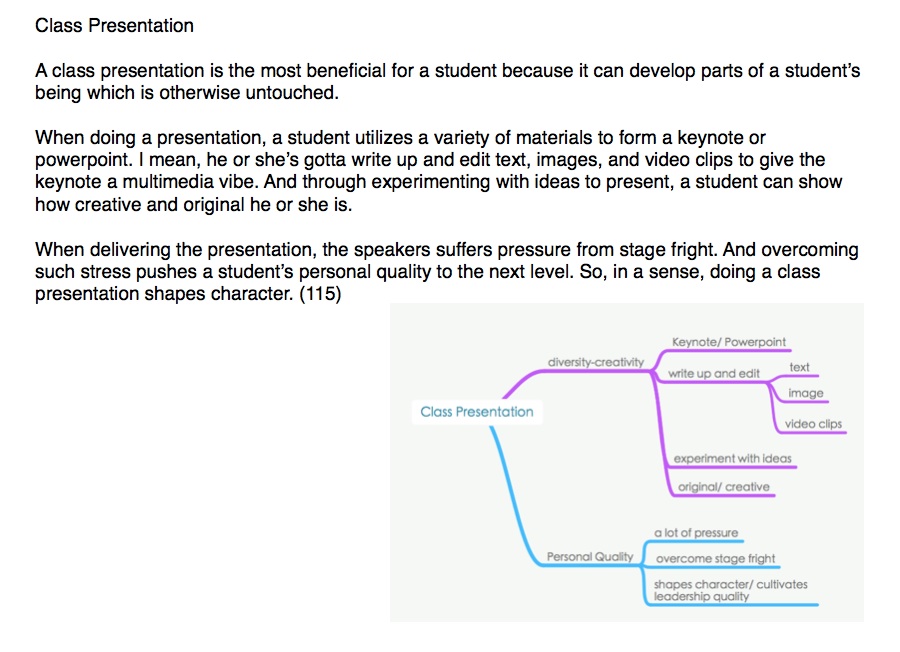 Class Presentation
A class presentation is the most beneficial for a student because it can develop parts of a student's
being which is otherwise untouched.
When doing a presentation, a student utilizes a variety of materials to form a keynote or
powerpoint. I mean, he or she's gotta write up and edit text, images, and video clips to give the
keynote a multimedia vibe. And through experimenting with ideas to present, a student can show
how creative and original he or she is.
When delivering the presentation, the speakers suffers pressure from stage fright. And overcoming
such stress pushes a student's personal quality to the next level. So, in a sense, doing a class
presentation shapes character. (115)
Class Presentation
diversity-creativity
Keynote/ Powerpoint
write up and edit
text
image
video clips
experiment with ideas
original/ creative
Personal Quality
a lot of pressure
overcome stage fright
shapes character/ cultivates
leadership quality